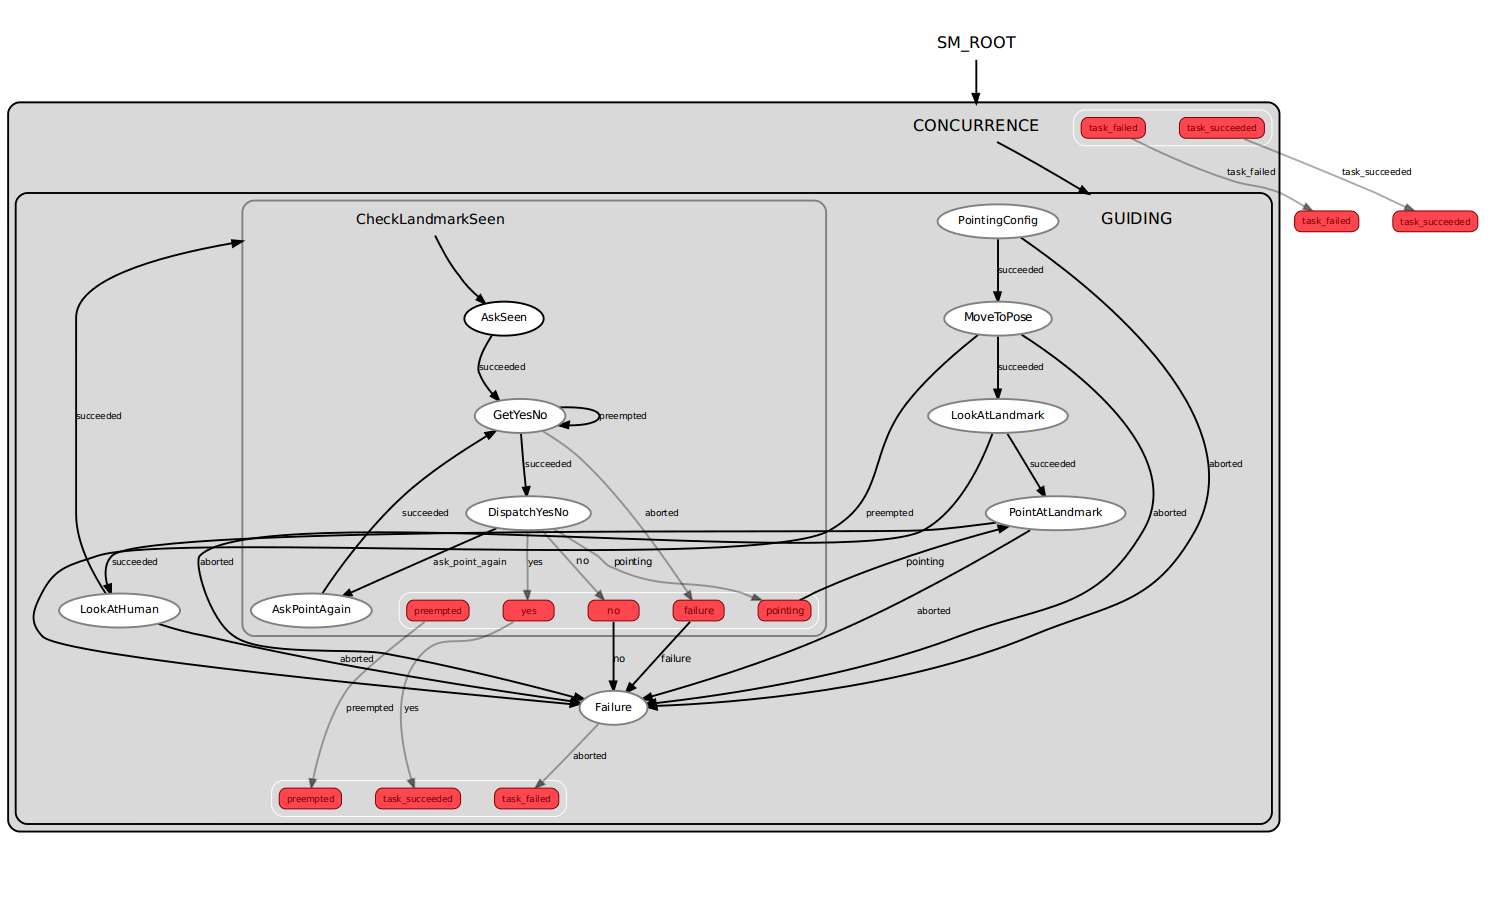 SM_ROOT
CONCURRENCE
task_failed
task_succeeded
task_failed
task_succeeded
task_failed
task_succeeded
CheckLandmarkSeen
PointingConfig
GUIDING
succeeded
AskSeen
MoveToPose
succeeded
succeeded
succeeded
GetYesNo
preempted
LookAtLandmark
succeeded
succeeded
aborted
succeeded
DispatchYesNo
aborted
preempted
PointAtLandmark
aborted
succeeded
aborted
ask_point_again
yes
no
pointing
pointing
LookAtHuman
AskPointAgain
preempted
yes
no
failure
pointing
aborted
aborted
no
failure
preempted
yes
Failure
aborted
preempted
task_succeeded
task_failed